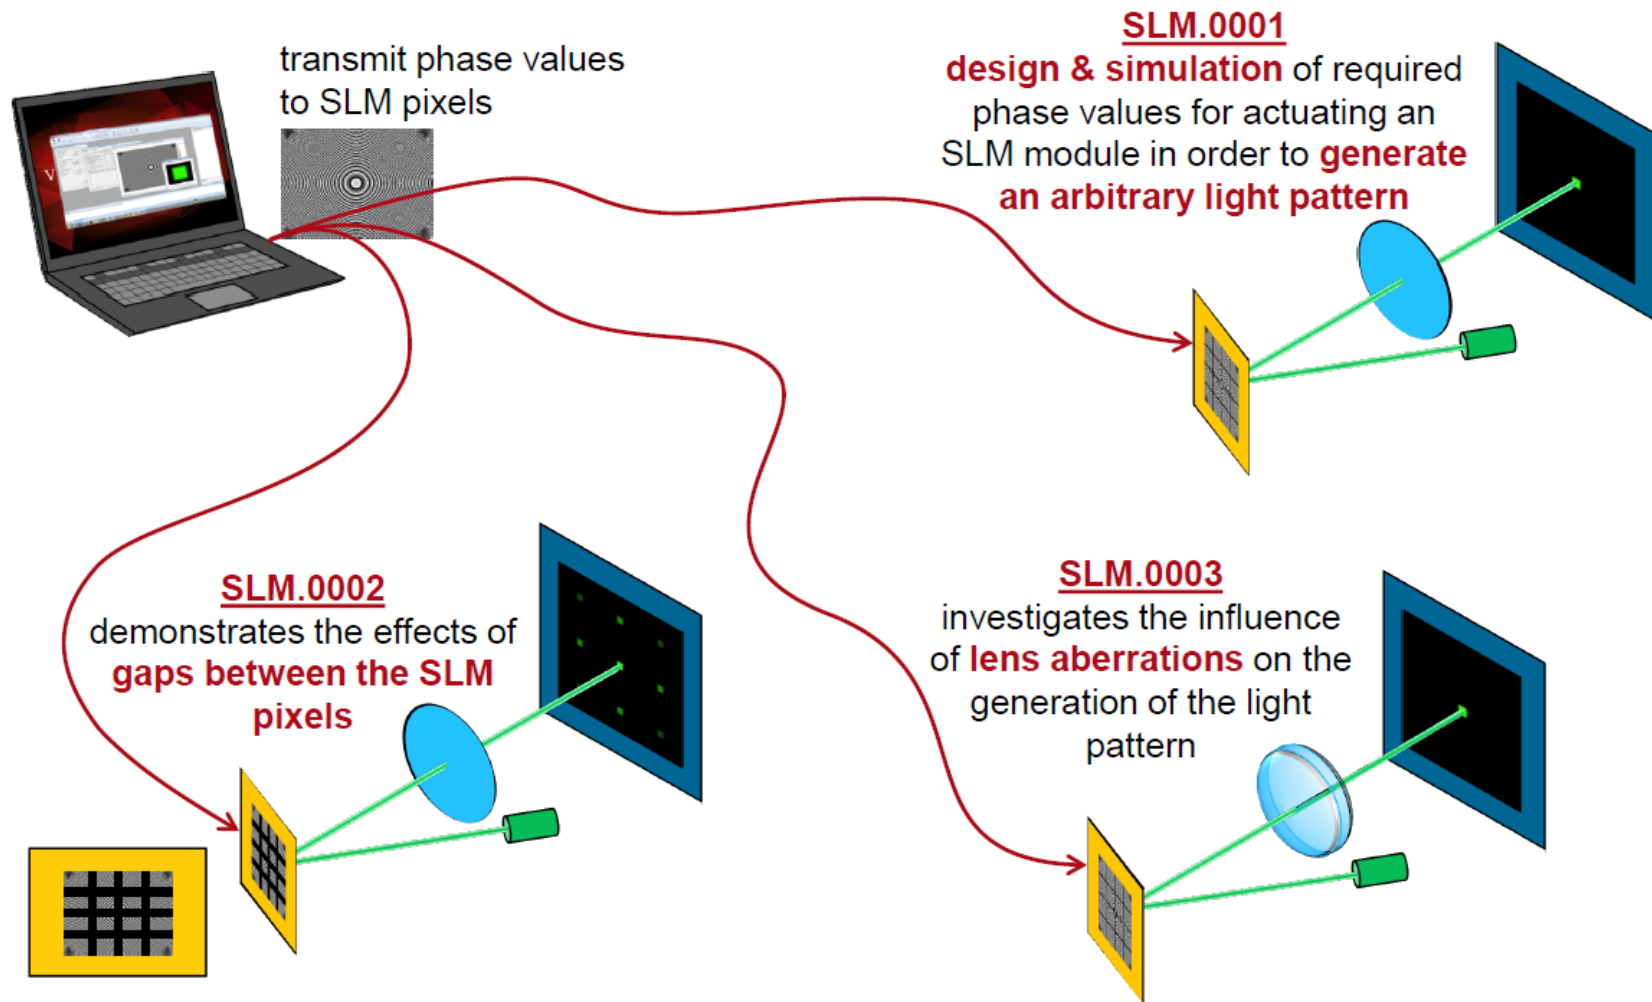 transmit phase values
to SLM pixels
SLM.0001
design & simulation of required
phase values for actuating an
SLM module in order to generate
an arbitrary light pattern
V
SLM.0002
demonstrates the effects of
gaps between the SLM
pixels
SLM.0003
investigates the influence
of lens aberrations on the
generation of the light
pattern